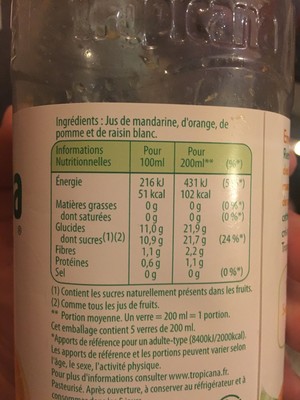 Tropicana
Ingrédients : Jus de mandarine, d'orange, de
pomme et de raisin blanc.
Informations Nutritionnelles Pour 100ml Pour 200ml** (%*)
Énergie 216 kJ 431 kJ
51 kcal 102 kcal
Matières grasses 0 g 0 g (0 %*)
dont saturées 0 g 0 g (0 %*)
Glucides 11,0 g 21,9 g
dont sucres(1)(2) 10,9 g 21,7 g (24 %*)
Fibres 1,1 g 2,2 g
Protéines 0,6 g 1,1 g
Sel 0 g 0 g (0 %*)
(1) Contient les sucres naturellement présents dans les fruits.
(2) Comme tous les jus de fruits.
** Portion moyenne. Un verre = 200 ml = 1 portion.
Cet emballage contient 5 verres de 200 ml.
*Apports de référence pour un adulte-type (8400kJ/2000kcal).
Les apports de référence et les portions peuvent varier selon
l'âge, le sexe, l'activité physique.
Pour plus d'informations consulter www.tropicana.fr.
Pasteurisé. Après ouverture, à conserver au réfrigérateur et à